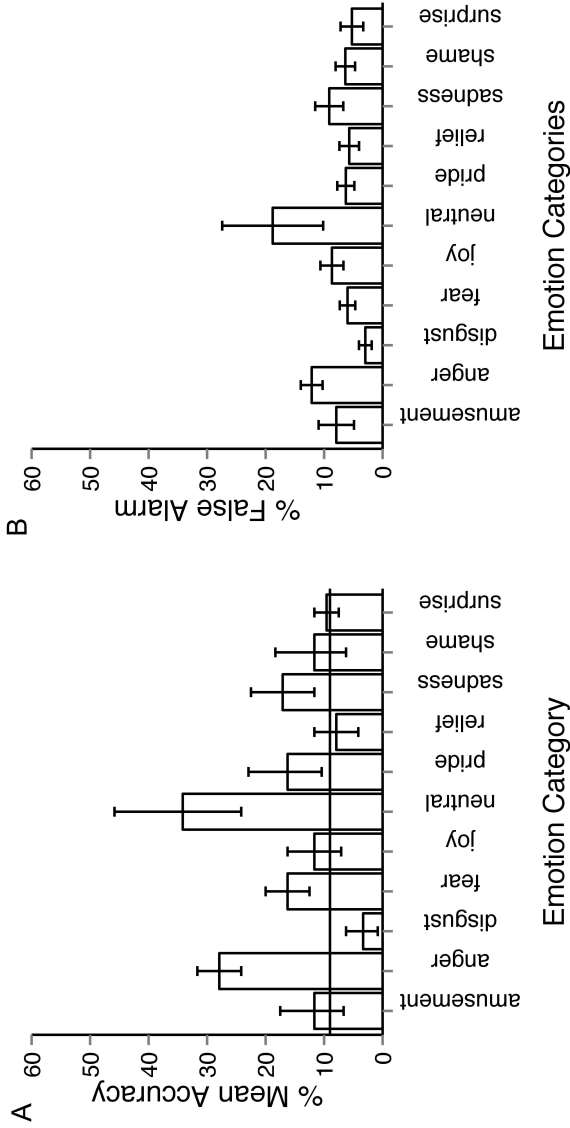 A
% Mean Accuracy
60
50
40
30
20
10
0
amusement
anger
disgust
fear
joy
neutral
pride
relief
sadness
shame
surprise
Emotion Category
B
% False Alarm
60
50
40
30
20
10
0
amusement
anger
disgust
fear
joy
neutral
pride
relief
sadness
shame
surprise
Emotion Categories